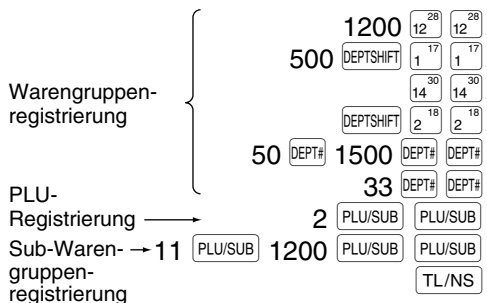 1200 12 28 12 28
500 DEPTSHIFT 1 17 1 17
14 30 14 30
Warengruppen-
registrierung
DEPTSHIFT 2 18 2 18
50 DEPT# 1500 DEPT# DEPT#
33 DEPT# DEPT#
PLU-
Registrierung → 2 PLU/SUB PLU/SUB
Sub-Waren- → 11 PLU/SUB 1200 PLU/SUB PLU/SUB
gruppen-
registrierung
TL/NS